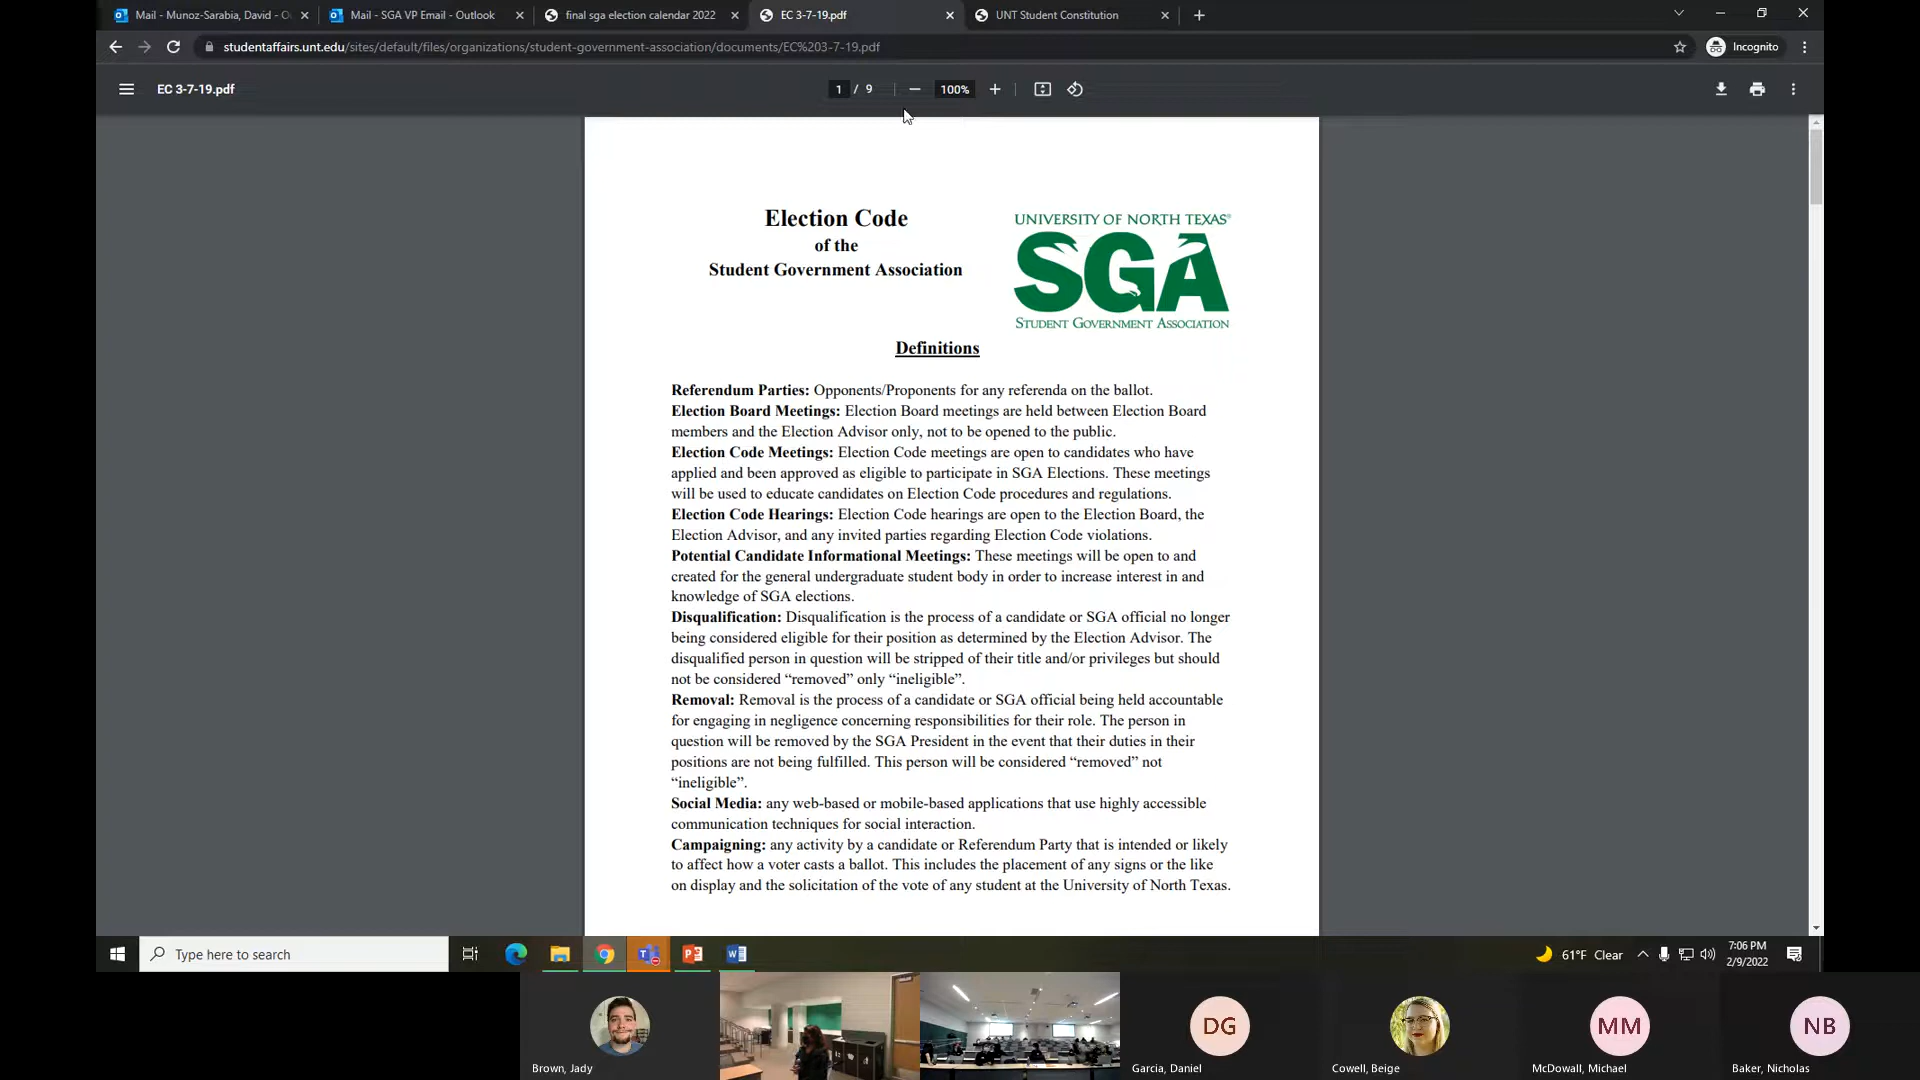 Mail - Munoz-Sarabia, David - O
Mail - SGA VP Email - Outlook
final sga election calendar 2022
EC 3-7-19.pdf
UNT Student Constitution
studentaffairs.unt.edu/sites/default/files/organizations/student-government-association/documents/EC%203-7-19.pdf
Incognito
EC 3-7-19.pdf
1 / 9
100%
Election Code
of the
Student Government Association
UNIVERSITY OF NORTH TEXAS®
SGA
STUDENT GOVERNMENT ASSOCIATION
Definitions
Referendum Parties: Opponents/Proponents for any referenda on the ballot.
Election Board Meetings: Election Board meetings are held between Election Board
members and the Election Advisor only, not to be opened to the public.
Election Code Meetings: Election Code meetings are open to candidates who have
applied and been approved as eligible to participate in SGA Elections. These meetings
will be used to educate candidates on Election Code procedures and regulations.
Election Code Hearings: Election Code hearings are open to the Election Board, the
Election Advisor, and any invited parties regarding Election Code violations.
Potential Candidate Informational Meetings: These meetings will be open to and
created for the general undergraduate student body in order to increase interest in and
knowledge of SGA elections.
Disqualification: Disqualification is the process of a candidate or SGA official no longer
being considered eligible for their position as determined by the Election Advisor. The
disqualified person in question will be stripped of their title and/or privileges but should
not be considered “removed” only “ineligible”.
Removal: Removal is the process of a candidate or SGA official being held accountable
for engaging in negligence concerning responsibilities for their role. The person in
question will be removed by the SGA President in the event that their duties in their
positions are not being fulfilled. This person will be considered “removed” not
“ineligible”.
Social Media: any web-based or mobile-based applications that use highly accessible
communication techniques for social interaction.
Campaigning: any activity by a candidate or Referendum Party that is intended or likely
to affect how a voter casts a ballot. This includes the placement of any signs or the like
on display and the solicitation of the vote of any student at the University of North Texas.
Type here to search
61°F Clear
7:06 PM
2/9/2022
DG
MM
NB
Brown, Jady
Garcia, Daniel
Cowell, Beige
McDowall, Michael
Baker, Nicholas